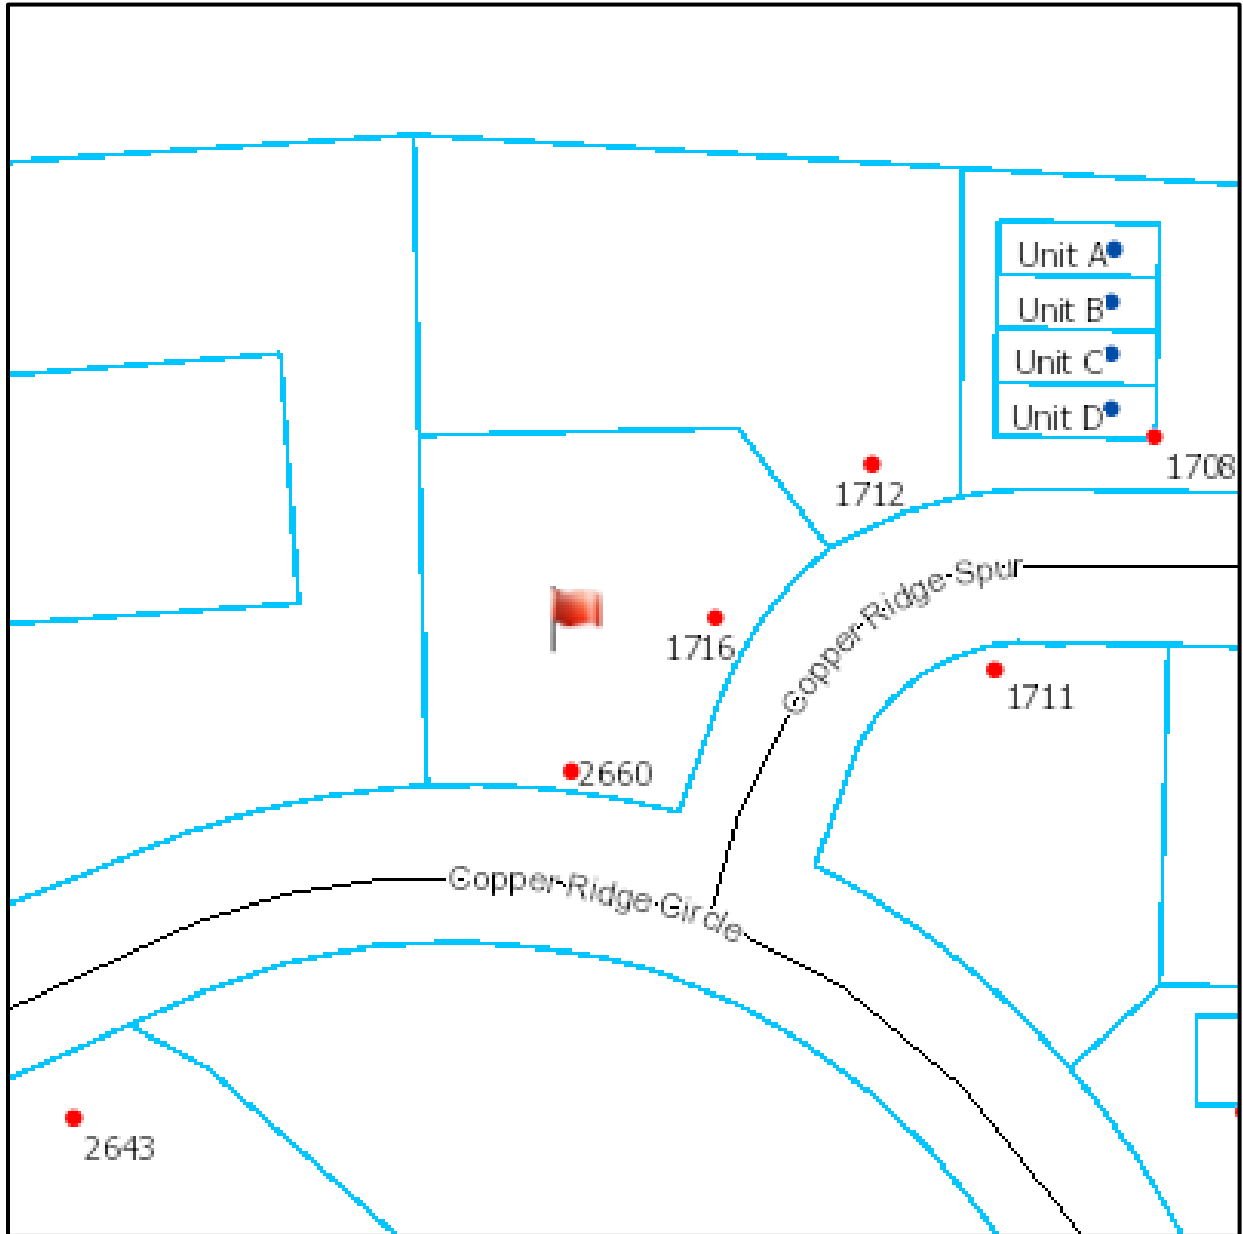 Unit A
Unit B
Unit C
Unit D
1708
1712
Copper Ridge Spur
1716
1711
2660
Copper Ridge Circle
2643